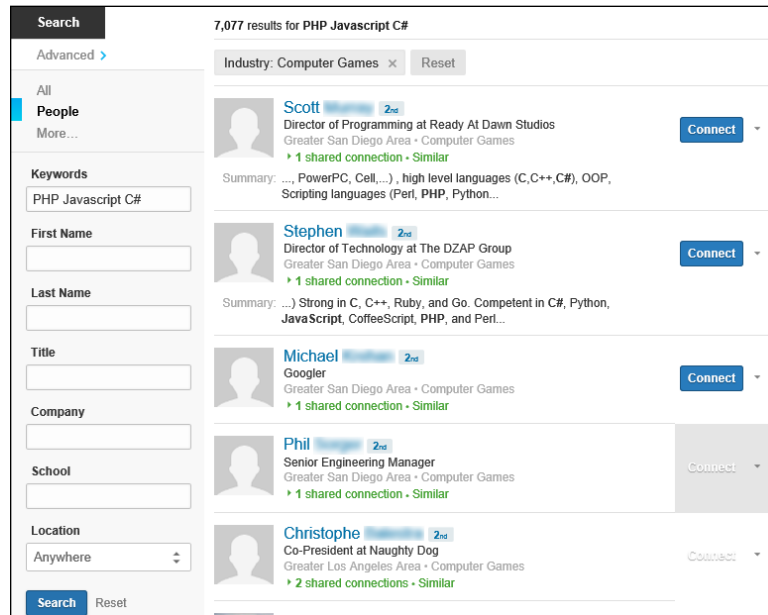 Search
Advanced >
All
People
More...
Keywords
PHP Javascript C#
First Name
Last Name
Title
Company
School
Location
Anywhere
Search Reset
7,077 results for PHP Javascript C#
Industry: Computer Games × Reset
Scott 2nd
Director of Programming at Ready At Dawn Studios
Greater San Diego Area • Computer Games
1 shared connection • Similar
Summary: ..., PowerPC, Cell,...) , high level languages (C,C++,C#), OOP,
Scripting languages (Perl, PHP, Python...
Connect
Stephen 2nd
Director of Technology at The DZAP Group
Greater San Diego Area • Computer Games
1 shared connection • Similar
Summary: ...) Strong in C, C++, Ruby, and Go. Competent in C#, Python,
JavaScript, CoffeeScript, PHP, and Perl...
Connect
Michael 2nd
Googler
Greater San Diego Area • Computer Games
1 shared connection • Similar
Connect
Phil 2nd
Senior Engineering Manager
Greater San Diego Area • Computer Games
1 shared connection • Similar
Connect
Christophe 2nd
Co-President at Naughty Dog
Greater Los Angeles Area • Computer Games
2 shared connections • Similar
Connect